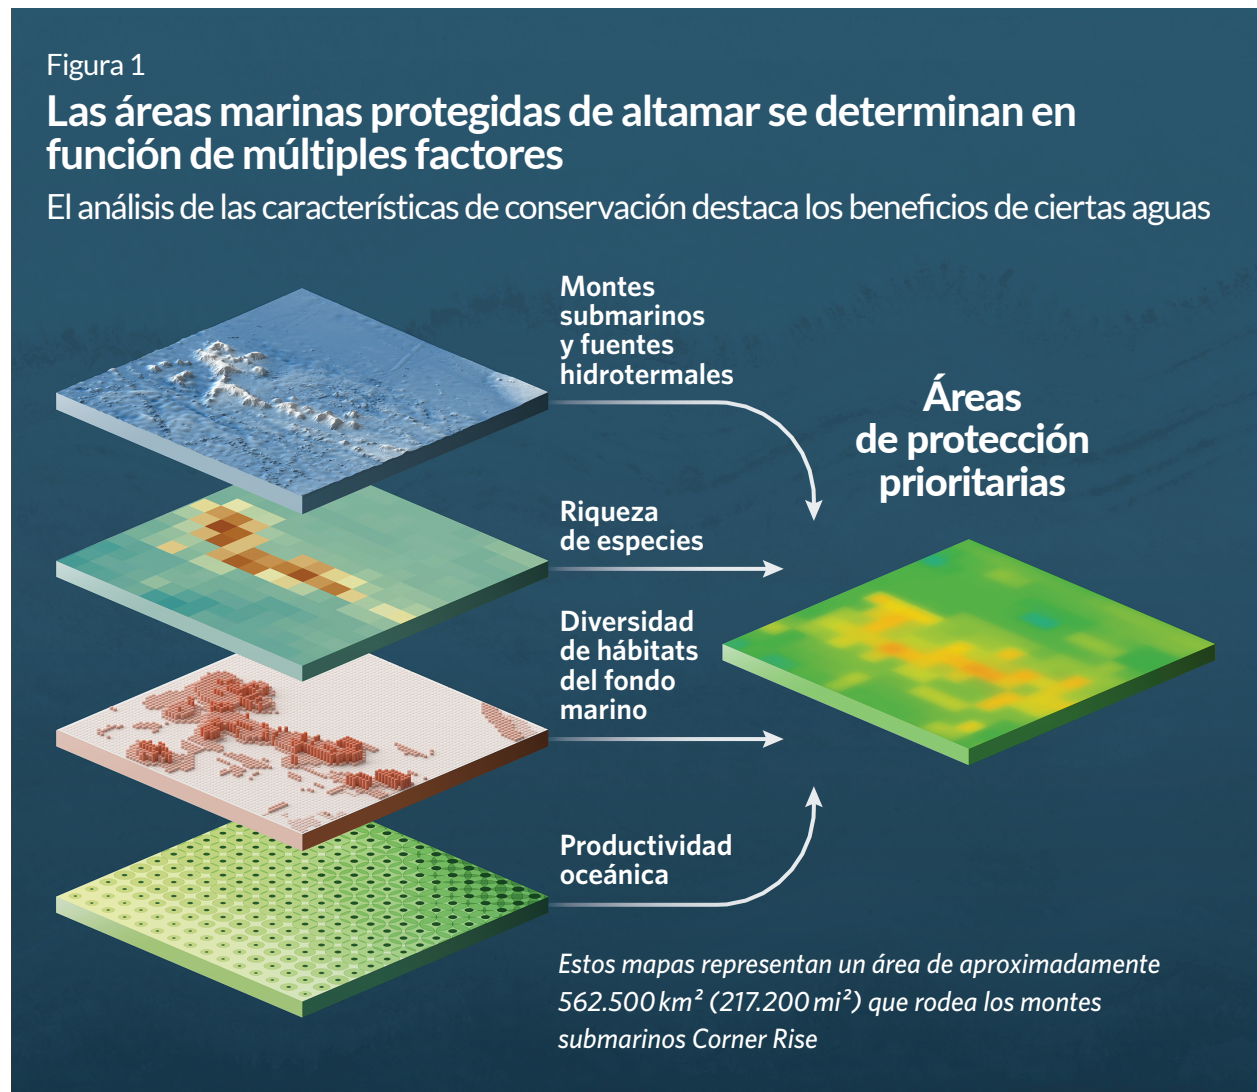 Figura 1
Las áreas marinas protegidas de altamar se determinan en
función de múltiples factores
El análisis de las características de conservación destaca los beneficios de ciertas aguas
Montes
submarinos
y fuentes
hidrotermales
Áreas
de protección
prioritarias
Riqueza
de especies
Diversidad
de hábitats
del fondo
marino
Productividad
oceánica
Estos mapas representan un área de aproximadamente
562.500 km² (217.200 mi²) que rodea los montes
submarinos Corner Rise